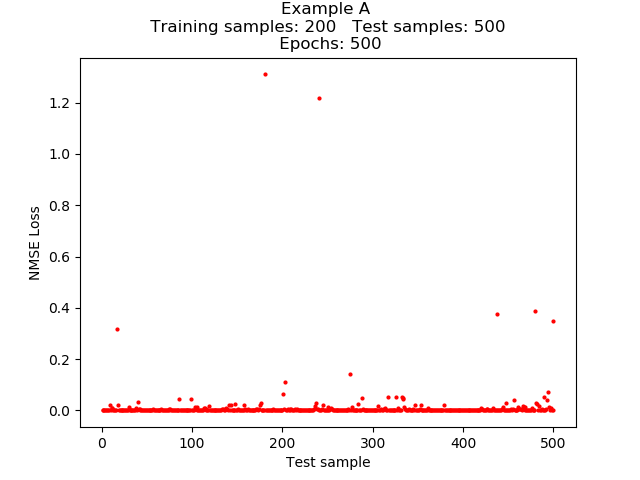 Example A
Training samples: 200   Test samples: 500
Epochs: 500
NMSE Loss
1.2
1.0
0.8
0.6
0.4
0.2
0.0
0 100 200 300 400 500
Test sample